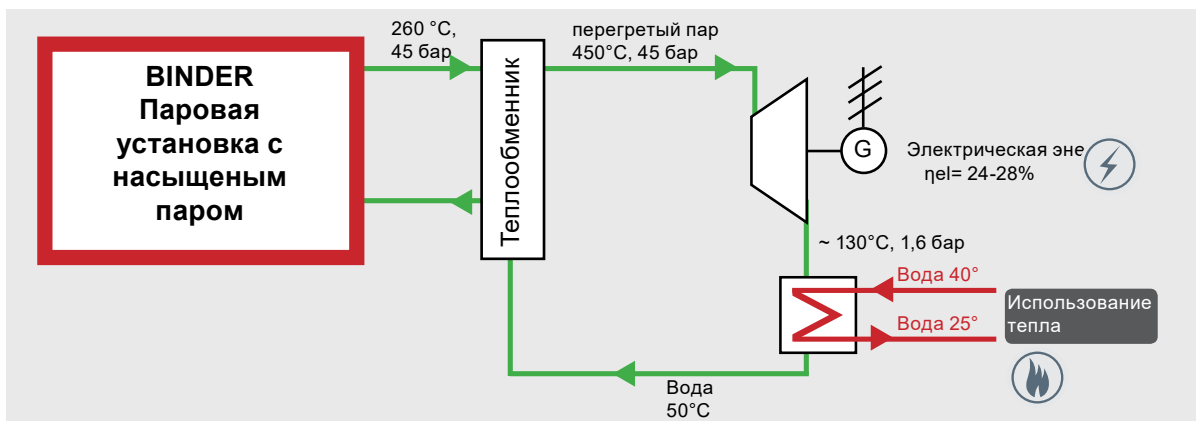 BINDER
Паровая
установка с
насыщеным
паром
260 °C,
45 бар
Теплообменник
перегретый пар
450°C, 45 бар
G
Электрическая эне
ηel= 24-28%
~ 130°C, 1,6 бар
Вода 40°
Вода 25°
Использование
тепла
Вода
50°C